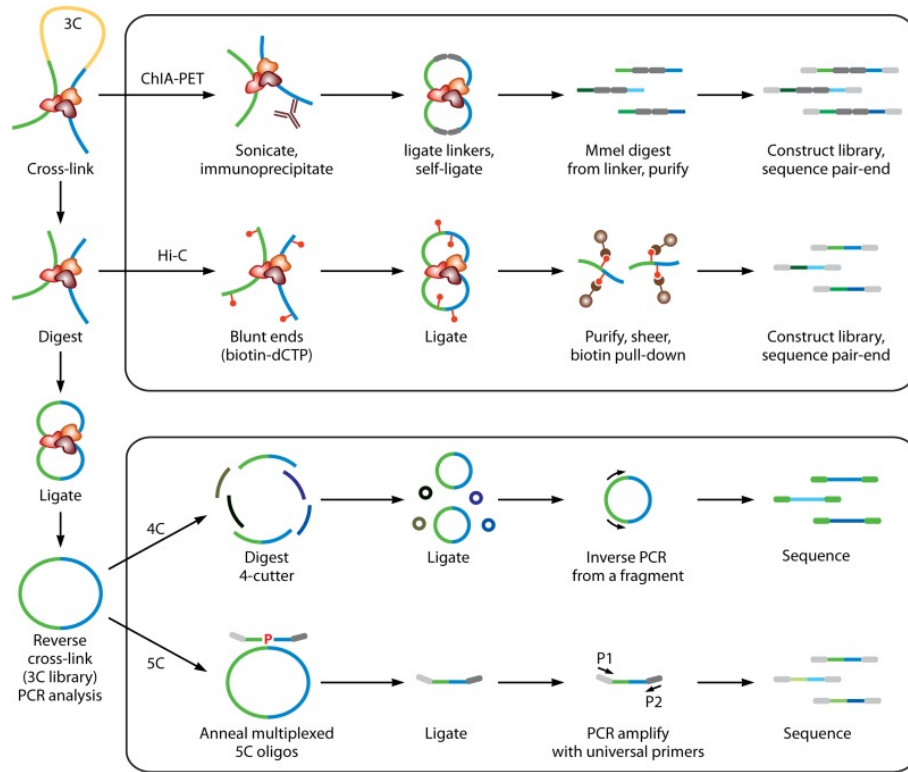 3C
Cross-link
Digest
Ligate
Reverse
cross-link
(3C library)
PCR analysis
ChIA-PET
Sonicate,
immunoprecipitate
ligate linkers,
self-ligate
MmeI digest
from linker, purify
Construct library,
sequence pair-end
Hi-C
Blunt ends
(biotin-dCTP)
Ligate
Purify, sheer,
biotin pull-down
Construct library,
sequence pair-end
4C
Digest
4-cutter
Ligate
Inverse PCR
from a fragment
Sequence
5C
P
Anneal multiplexed
5C oligos
Ligate
P1
P2
PCR amplify
with universal primers
Sequence